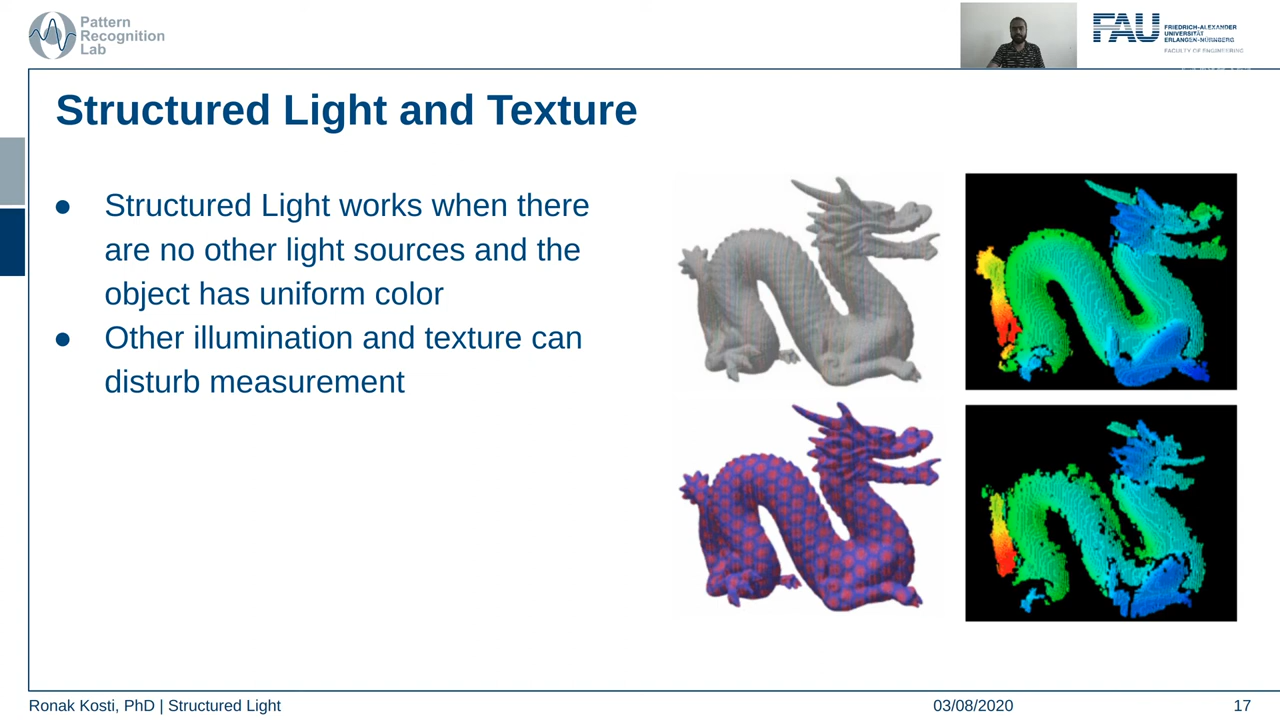 Pattern
Recognition
Lab
FAU
FRIEDRICH-ALEXANDER
UNIVERSITÄT
ERLANGEN-NÜRNBERG
FACULTY OF ENGINEERING
Structured Light and Texture
● Structured Light works when there
are no other light sources and the
object has uniform color
● Other illumination and texture can
disturb measurement
Ronak Kosti, PhD | Structured Light
03/08/2020
17